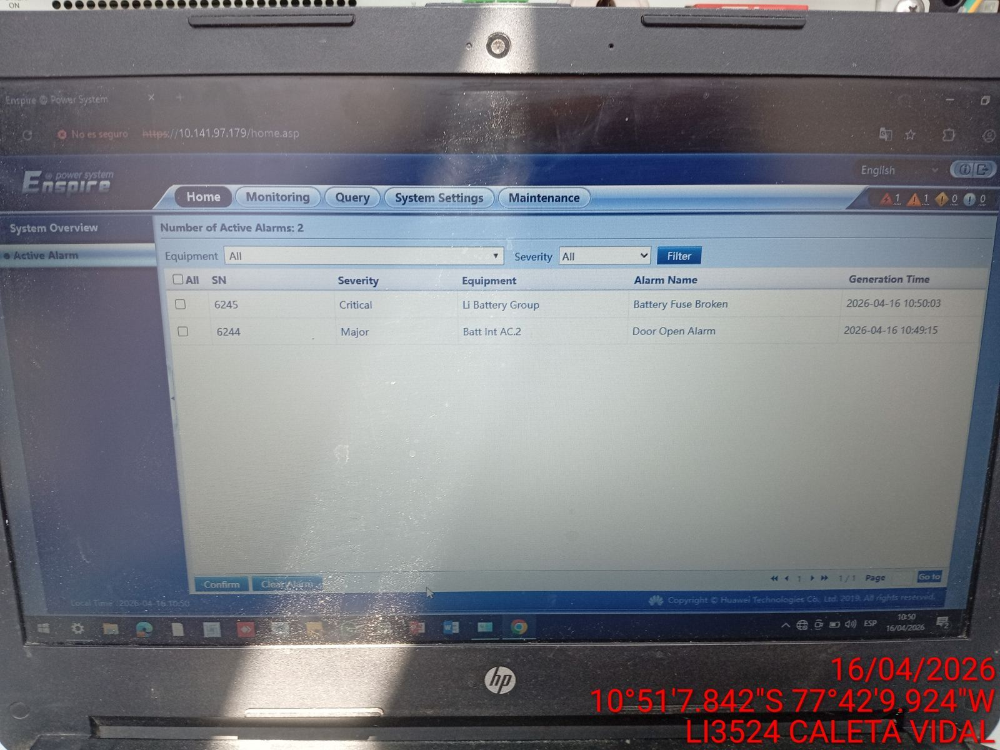 ON
Enspire @ Power System
No es seguro https://10.141.97.179/home.asp
Enspire @ power system
English
Home Monitoring Query System Settings Maintenance 1 1 0 0
System Overview
Active Alarm
Number of Active Alarms: 2
Equipment All Severity All Filter
All SN Severity Equipment Alarm Name Generation Time
6245 Critical Li Battery Group Battery Fuse Broken 2026-04-16 10:50:03
6244 Major Batt Int AC.2 Door Open Alarm 2026-04-16 10:49:15
Confirm Clear Alarm 1 1/1 Page Go to
Local Time :2026-04-16.10:50 Copyright © Huawei Technologies Co., Ltd. 2019. All rights reserved.
ESP 10:50
16/04/2026
2
hp
16/04/2026
10°51'7.842"S 77°42'9.924"W
LI3524 CALETA VIDAL